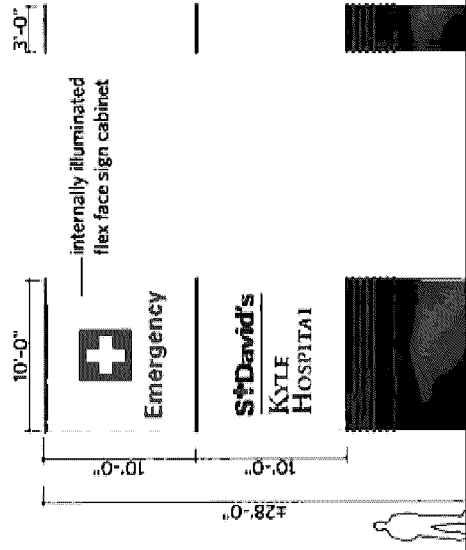 3'-0"
internally illuminated
flex face sign cabinet
10'-0"
Emergency
St David's
KYLE
HOSPITAL
10'-0"
10'-0"
±28'-0"